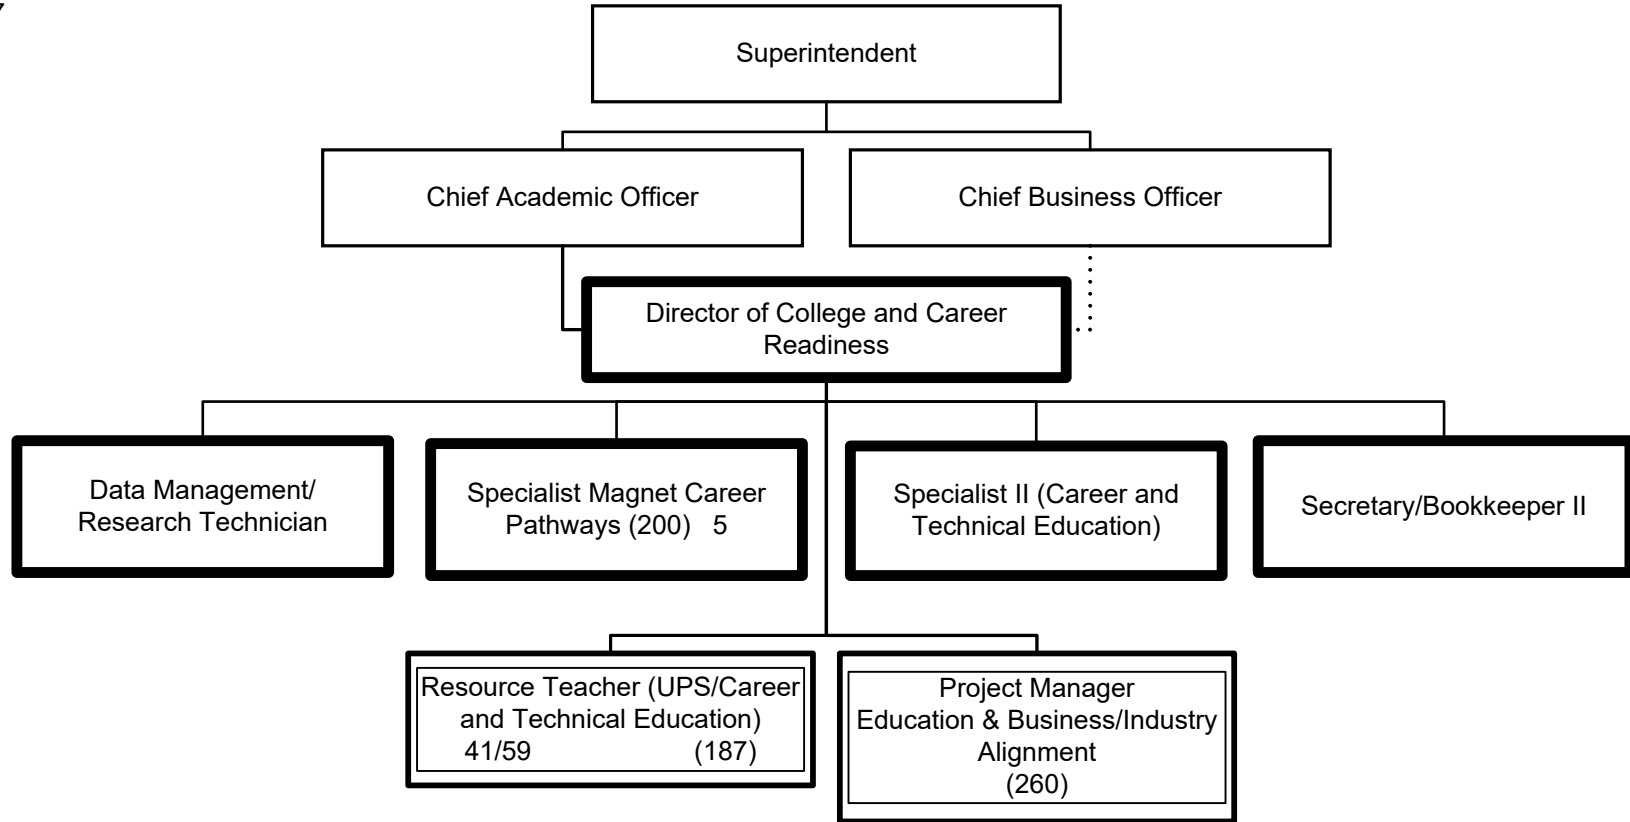 Superintendent
Chief Academic Officer
Chief Business Officer
Director of College and Career
Readiness
Data Management/
Research Technician
Specialist Magnet Career
Pathways (200) 5
Specialist II (Career and
Technical Education)
Secretary/Bookkeeper II
Resource Teacher (UPS/Career
and Technical Education)
41/59 (187)
Project Manager
Education & Business/Industry
Alignment
(260)